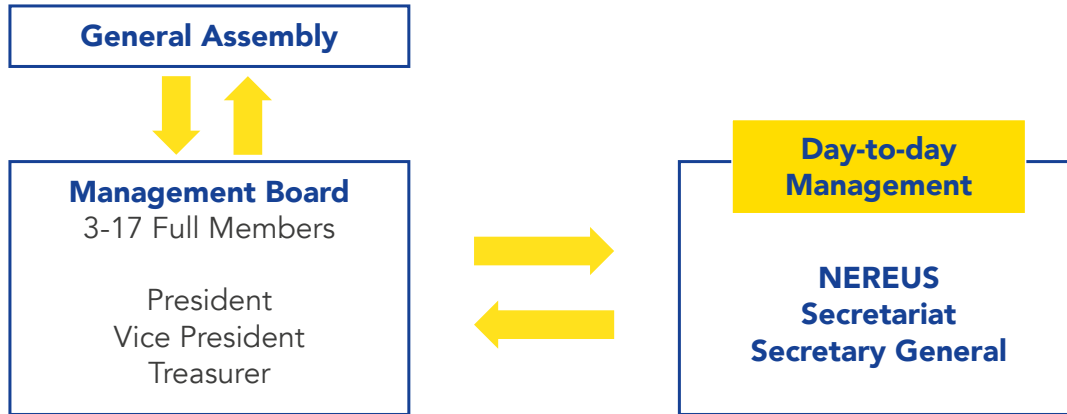 General Assembly
Management Board
3-17 Full Members
President
Vice President
Treasurer
Day-to-day
Management
NEREUS
Secretariat
Secretary General